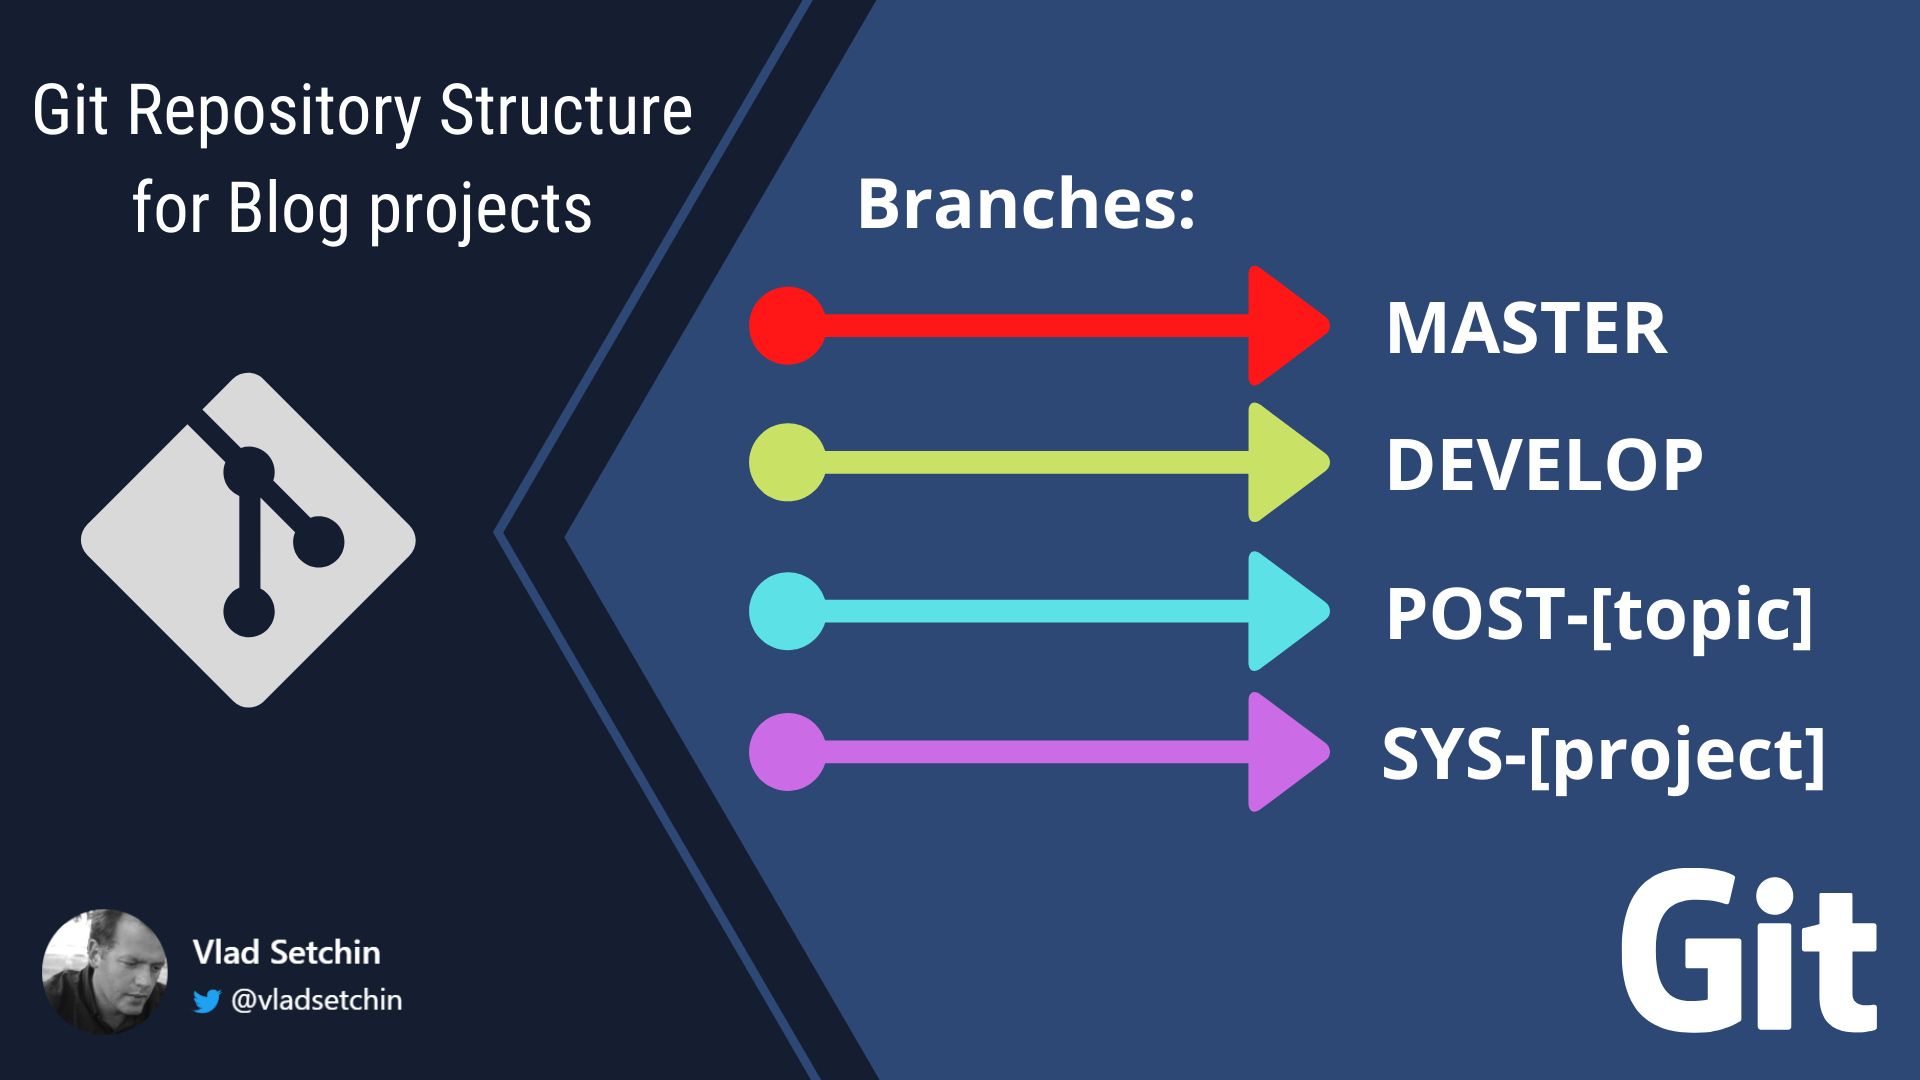 Git Repository Structure
for Blog projects
Branches:
MASTER
DEVELOP
POST-[topic]
SYS-[project]
Vlad Setchin
@vladsetchin
Git